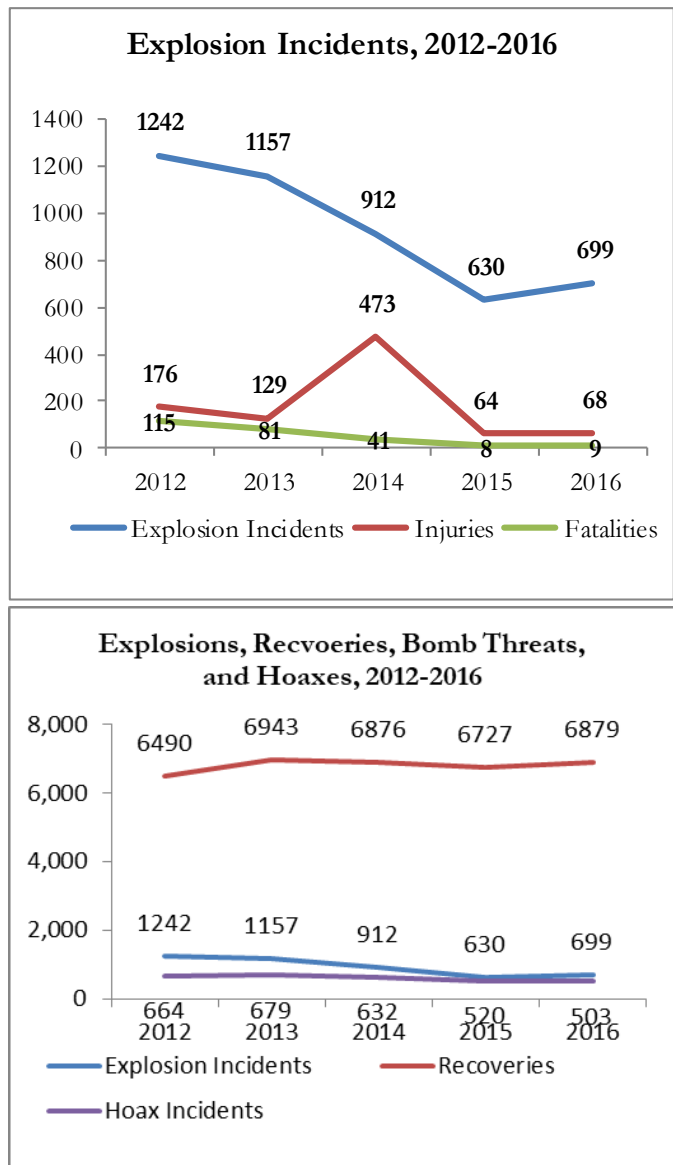 Explosion Incidents, 2012-2016
1400
1200
1000
800
600
400
200
0
1242
1157
912
630
699
176
129
473
64
68
115
81
41
8
9
2012 2013 2014 2015 2016
Explosion Incidents Injuries Fatalities
Explosions, Recvoeries, Bomb Threats,
and Hoaxes, 2012-2016
8,000
6,000
4,000
2,000
0
6490 6943 6876 6727 6879
1242 1157 912 630 699
664 679 632 520 503
2012 2013 2014 2015 2016
Explosion Incidents Recoveries
Hoax Incidents